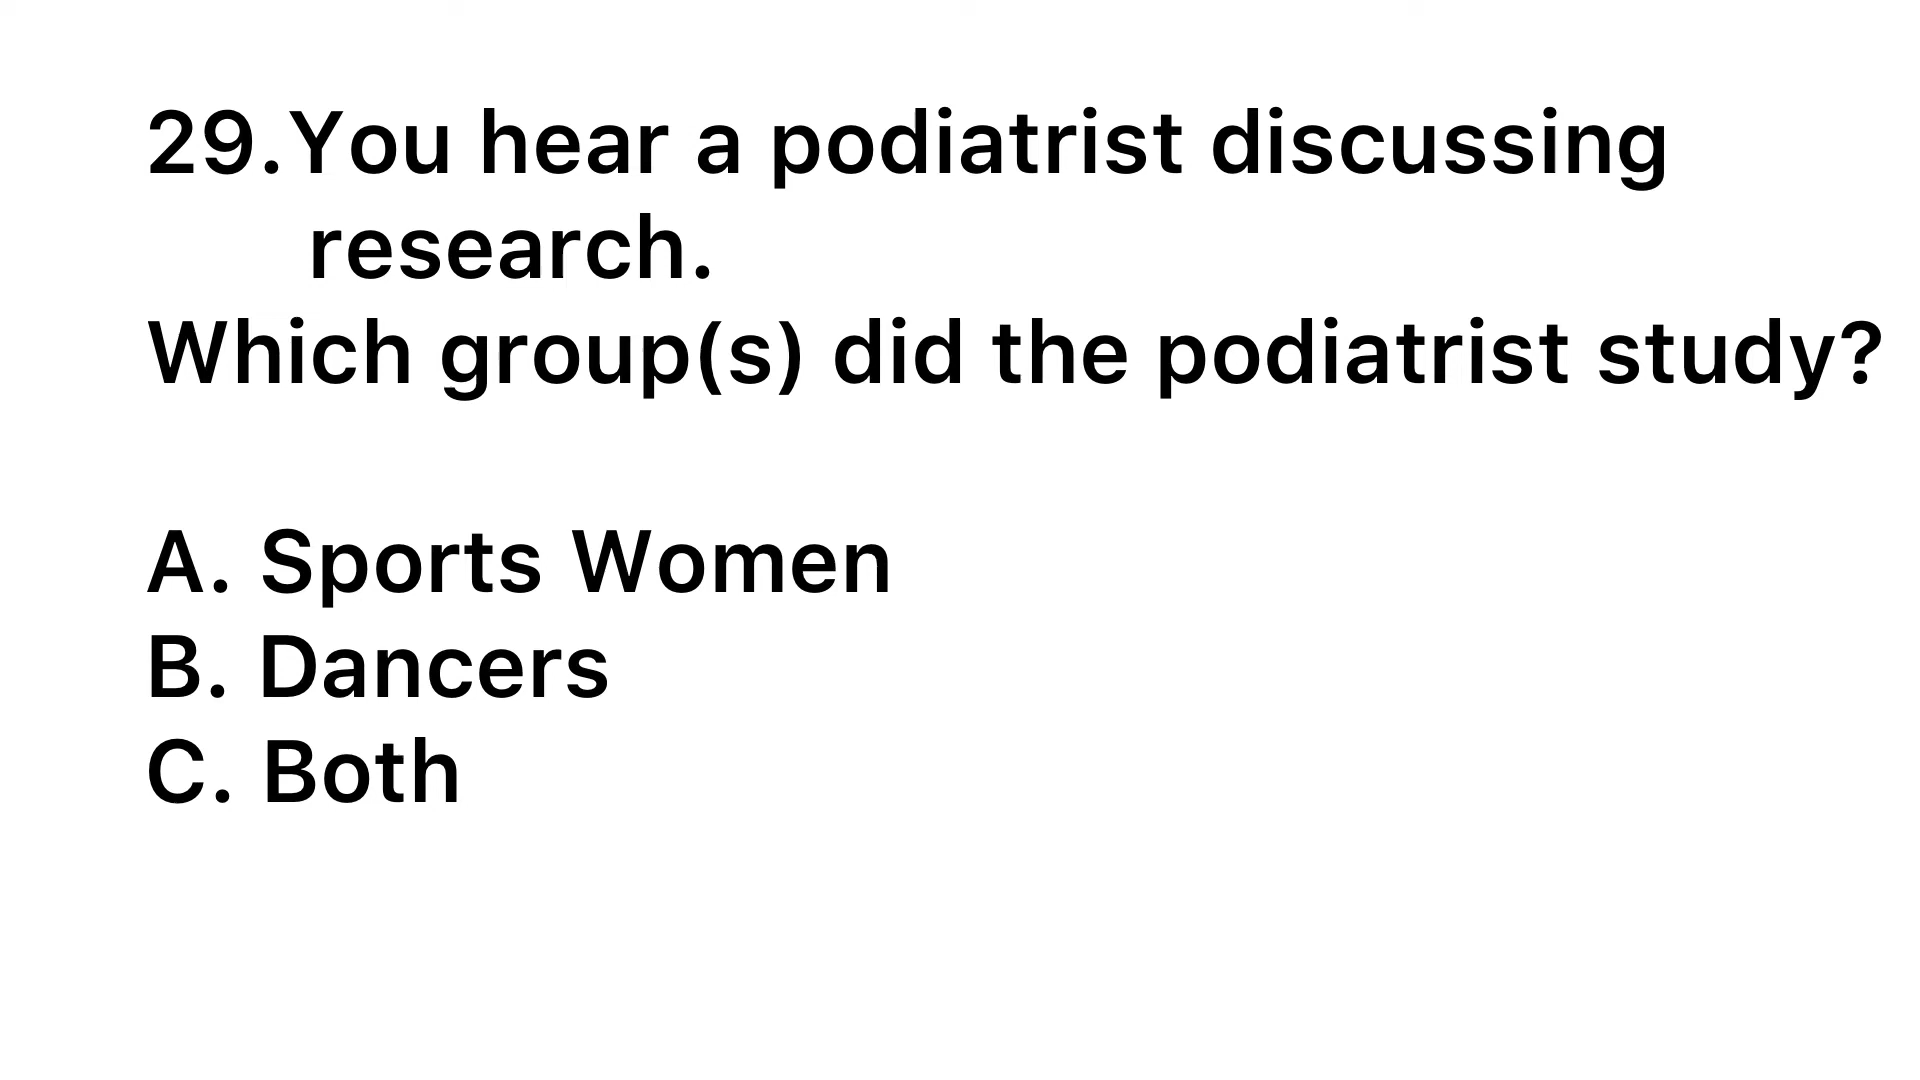 29.You hear a podiatrist discussing
research.
Which group(s) did the podiatrist study?
A. Sports Women
B. Dancers
C. Both